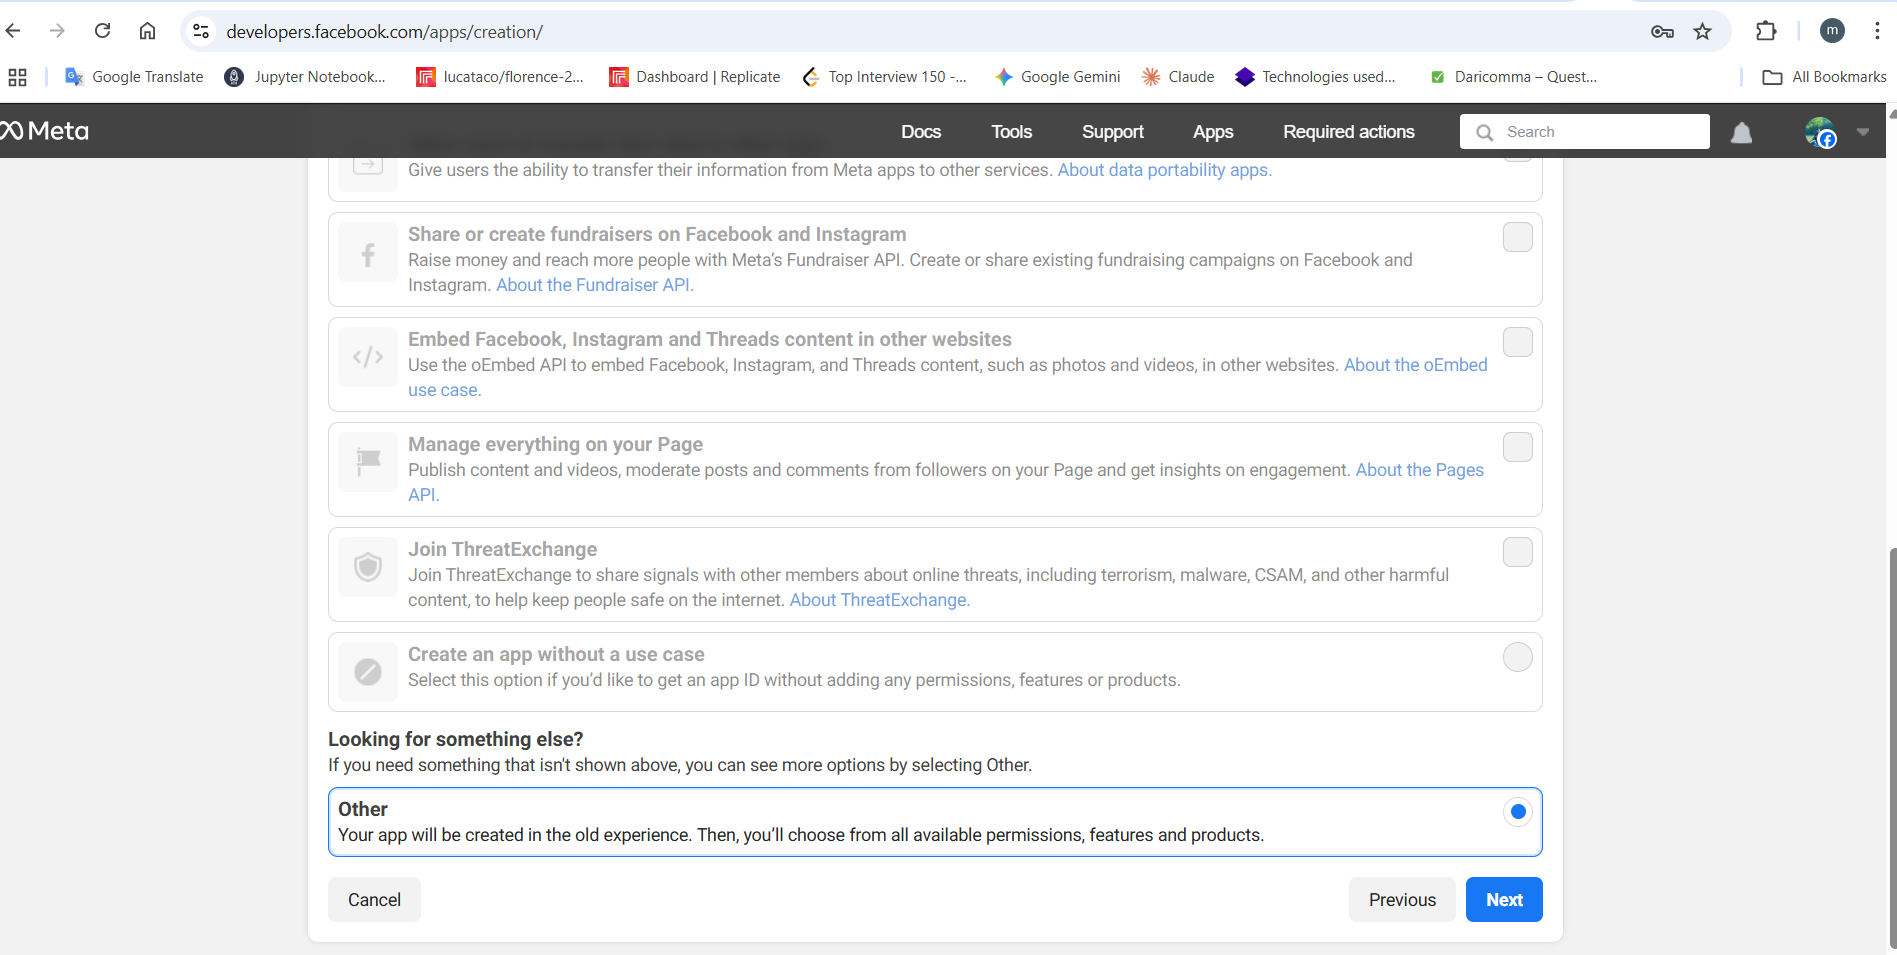 developers.facebook.com/apps/creation/
Google Translate
Jupyter Notebook...
lucataco/florence-2...
Dashboard | Replicate
Top Interview 150 -...
Google Gemini
Claude
Technologies used...
Daricomma – Quest...
All Bookmarks
m
Meta
Docs
Tools
Support
Apps
Required actions
Search
Give users the ability to transfer their information from Meta apps to other services. About data portability apps.
Share or create fundraisers on Facebook and Instagram
Raise money and reach more people with Meta's Fundraiser API. Create or share existing fundraising campaigns on Facebook and
Instagram. About the Fundraiser API.
Embed Facebook, Instagram and Threads content in other websites
Use the oEmbed API to embed Facebook, Instagram, and Threads content, such as photos and videos, in other websites. About the oEmbed
use case.
Manage everything on your Page
Publish content and videos, moderate posts and comments from followers on your Page and get insights on engagement. About the Pages
API.
Join ThreatExchange
Join ThreatExchange to share signals with other members about online threats, including terrorism, malware, CSAM, and other harmful
content, to help keep people safe on the internet. About ThreatExchange.
Create an app without a use case
Select this option if you'd like to get an app ID without adding any permissions, features or products.
Looking for something else?
If you need something that isn't shown above, you can see more options by selecting Other.
Other
Your app will be created in the old experience. Then, you'll choose from all available permissions, features and products.
Cancel
Previous
Next